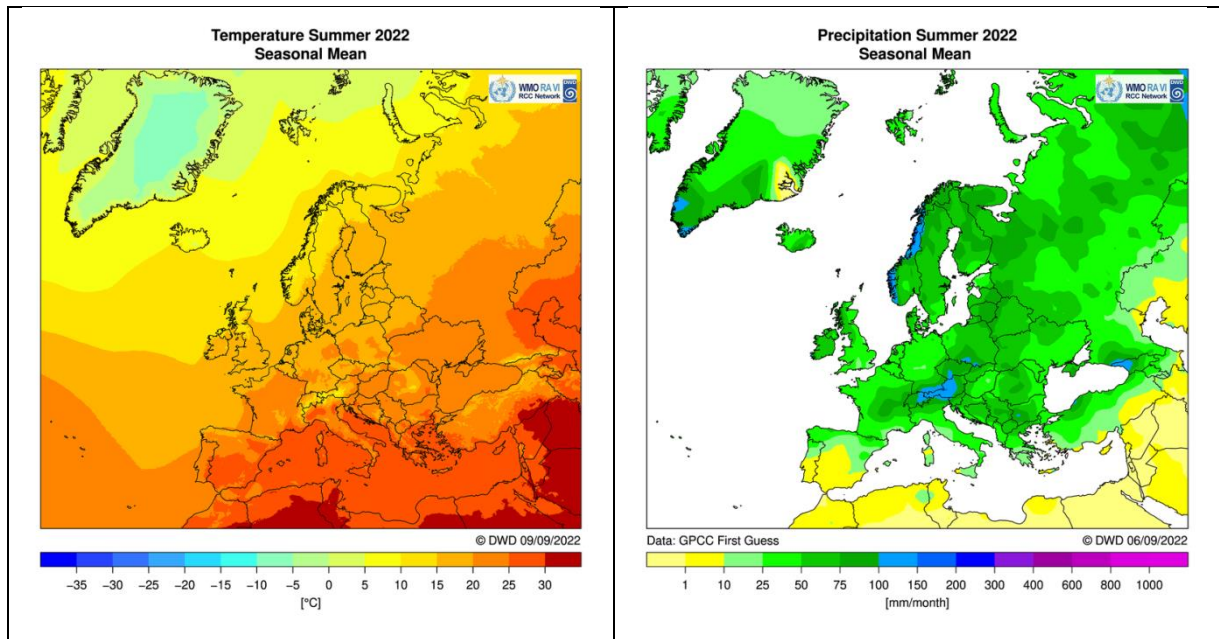 Temperature Summer 2022
Seasonal Mean
WMO RA VI
RCC Network
DWD
© DWD 09/09/2022
−35 −30 −25 −20 −15 −10 −5 0 5 10 15 20 25 30
[°C]
Precipitation Summer 2022
Seasonal Mean
WMO RA VI
RCC Network
DWD
Data: GPCC First Guess
© DWD 06/09/2022
1 10 25 50 75 100 150 200 300 400 600 800 1000
[mm/month]